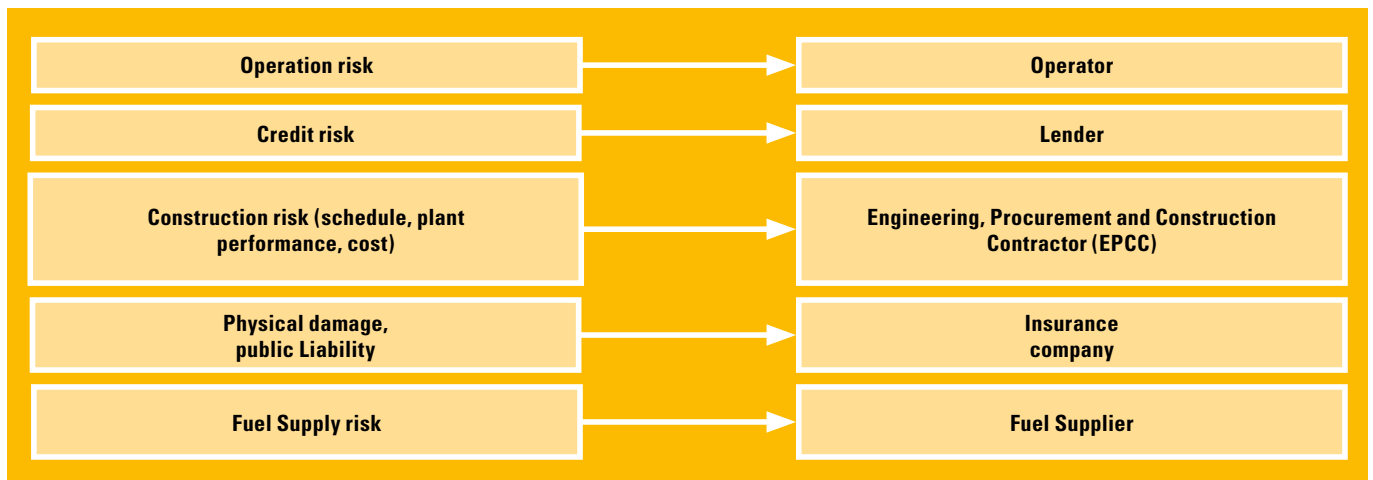 Operation risk
Operator
Credit risk
Lender
Construction risk (schedule, plant
performance, cost)
Engineering, Procurement and Construction
Contractor (EPCC)
Physical damage,
public Liability
Insurance
company
Fuel Supply risk
Fuel Supplier